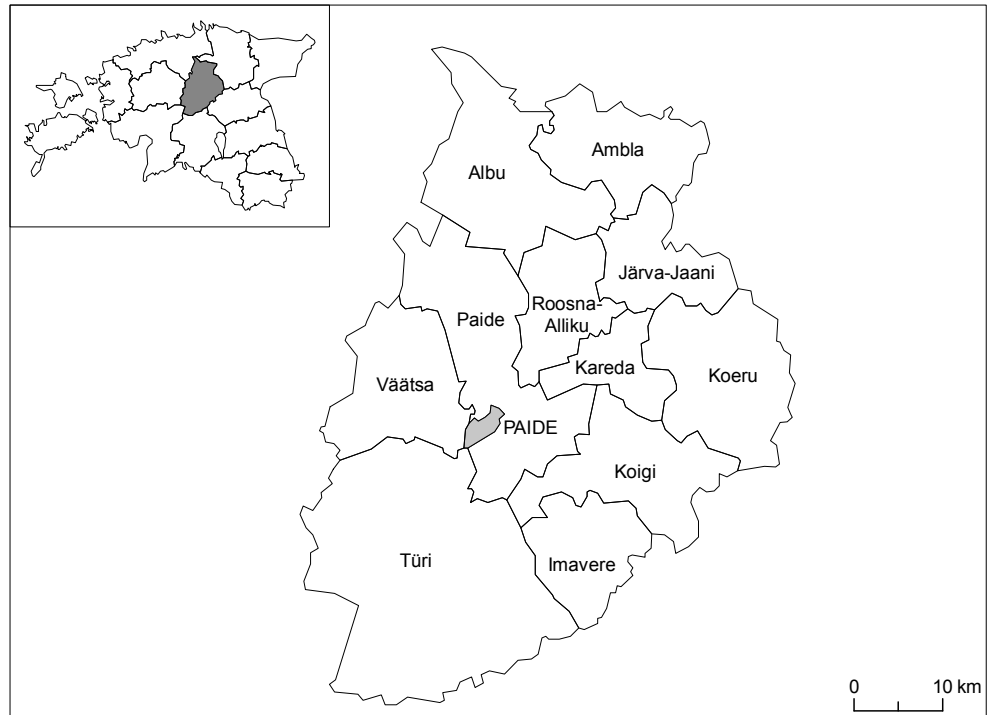 Ambla
Albu
Järva-Jaani
Roosna-
Alliku
Paide
Kareda
Koeru
Väätsa
PAIDE
Koigi
Türi
Imavere
0 10 km